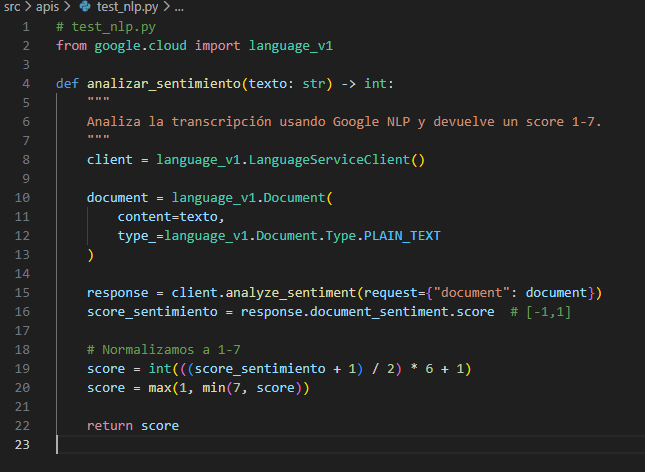 src > apis > test_nlp.py > ...
1 # test_nlp.py
2 from google.cloud import language_v1
3
4 def analizar_sentimiento(texto: str) -> int:
5 """
6 Analiza la transcripción usando Google NLP y devuelve un score 1-7.
7 """
8 client = language_v1.LanguageServiceClient()
9
10 document = language_v1.Document(
11 content=texto,
12 type_=language_v1.Document.Type.PLAIN_TEXT
13 )
14
15 response = client.analyze_sentiment(request={"document": document})
16 score_sentimiento = response.document_sentiment.score  # [-1,1]
17
18 # Normalizamos a 1-7
19 score = int(((score_sentimiento + 1) / 2) * 6 + 1)
20 score = max(1, min(7, score))
21
22 return score
23